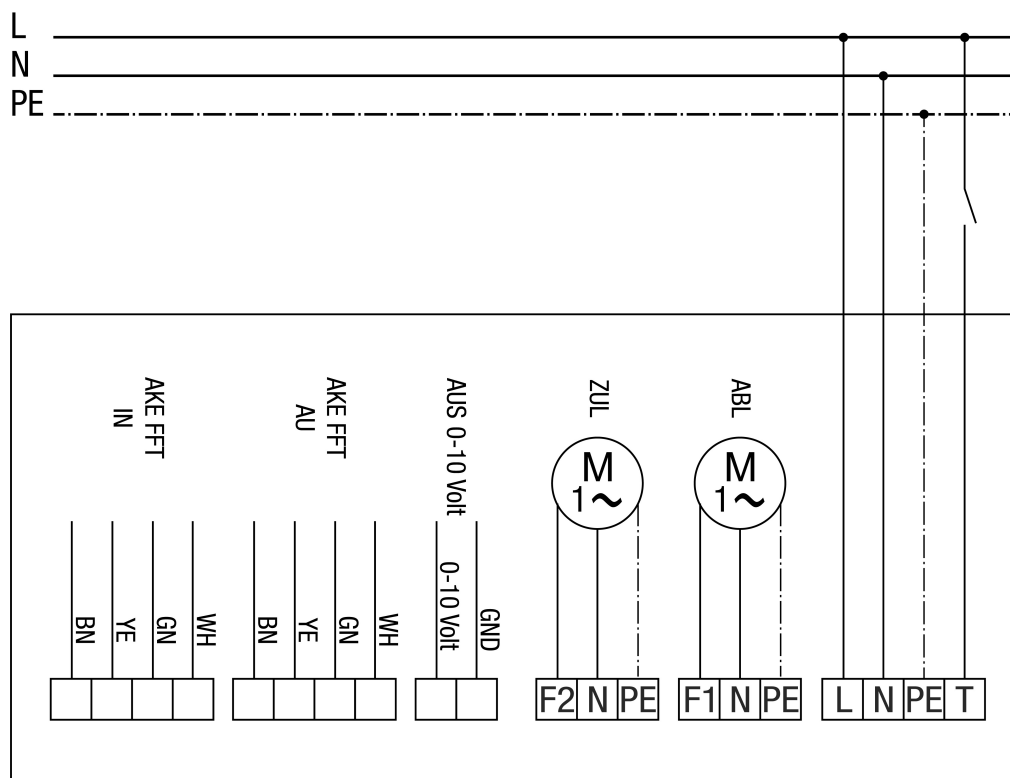 L
N
PE
AKE FFT
IN
AKE FFT
AU
AUS 0-10 Volt
ZUL
ABL
M
1~
M
1~
BN
YE
GN
WH
BN
YE
GN
WH
0-10 Volt
GND
F2 N PE
F1 N PE
L N PE T